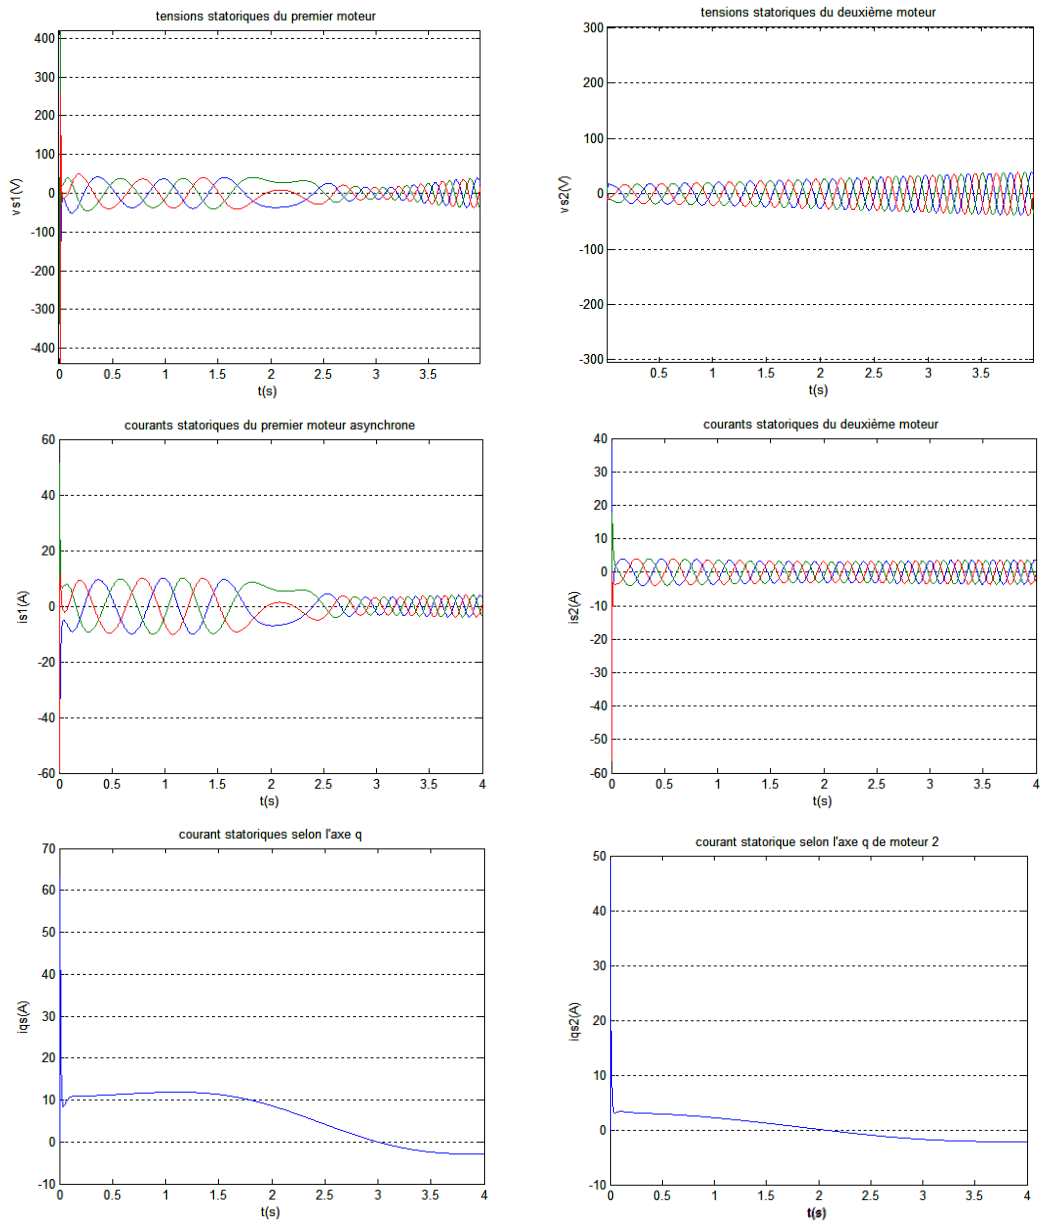 tensions statoriques du premier moteur
400
300
200
100
0
-100
-200
-300
-400
vs1(V)
0 0.5 1 1.5 2 2.5 3 3.5
t(s)
tensions statoriques du deuxième moteur
300
200
100
0
-100
-200
-300
vs2(V)
0.5 1 1.5 2 2.5 3 3.5
t(s)
courants statoriques du premier moteur asynchrone
60
40
20
0
-20
-40
-60
is1(A)
0 0.5 1 1.5 2 2.5 3 3.5 4
t(s)
courants statoriques du deuxième moteur
40
30
20
10
0
-10
-20
-30
-40
-50
-60
is2(A)
0 0.5 1 1.5 2 2.5 3 3.5 4
t(s)
courant statoriques selon l'axe q
70
60
50
40
30
20
10
0
-10
iqs(A)
0 0.5 1 1.5 2 2.5 3 3.5 4
t(s)
courant statorique selon l'axe q de moteur 2
50
40
30
20
10
0
-10
iqs2(A)
0 0.5 1 1.5 2 2.5 3 3.5 4
t(s)